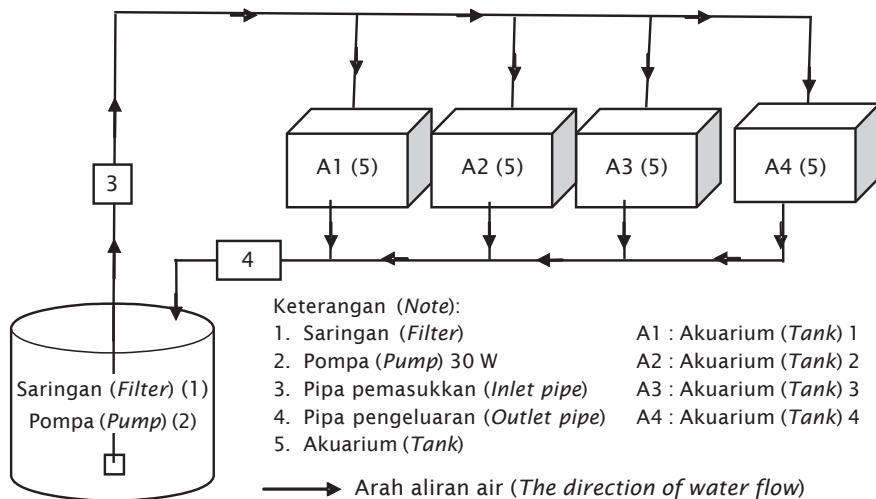 3
A1 (5)
A2 (5)
A3 (5)
A4 (5)
4
Saringan (Filter) (1)
Pompa (Pump) (2)
Keterangan (Note):
1. Saringan (Filter)
2. Pompa (Pump) 30 W
3. Pipa pemasukkan (Inlet pipe)
4. Pipa pengeluaran (Outlet pipe)
5. Akuarium (Tank)
A1 : Akuarium (Tank) 1
A2 : Akuarium (Tank) 2
A3 : Akuarium (Tank) 3
A4 : Akuarium (Tank) 4
Arah aliran air (The direction of water flow)